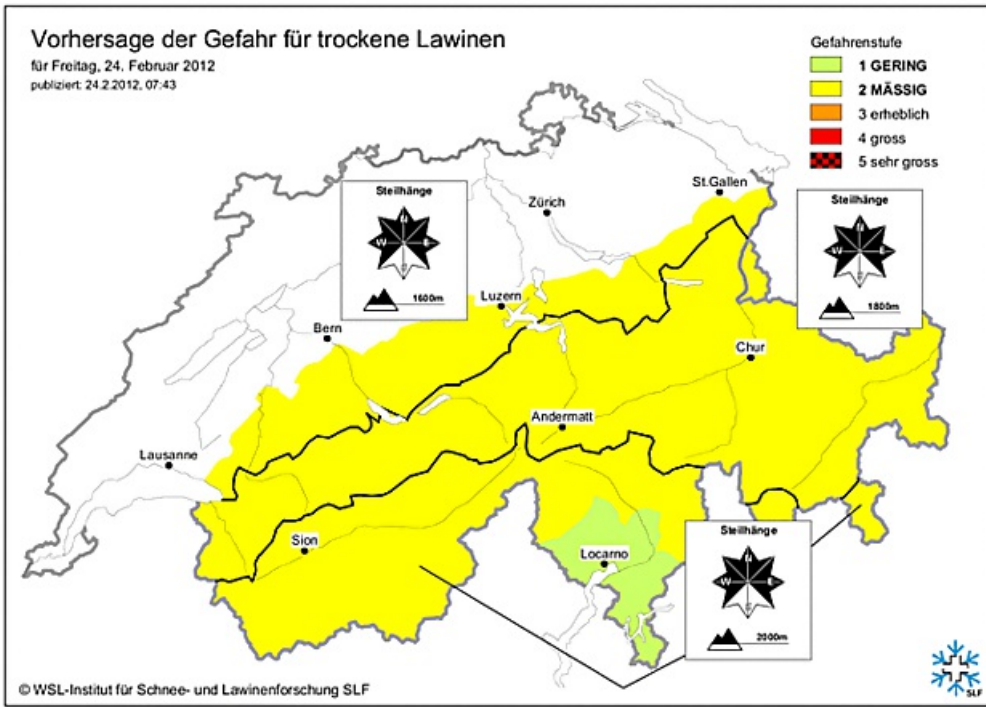 Vorhersage der Gefahr für trockene Lawinen
für Freitag, 24. Februar 2012
publiziert: 24.2.2012, 07:43
Gefahrenstufe
1 GERING
2 MÄSSIG
3 erheblich
4 gross
5 sehr gross
Steilhänge
N
W E
S
1600m
Zürich
St.Gallen
Steilhänge
N
W E
S
1800m
Luzern
Bern
Chur
Andermatt
Lausanne
Sion
Locarno
Steilhänge
N
W E
S
2000m
© WSL-Institut für Schnee- und Lawinenforschung SLF
SLF